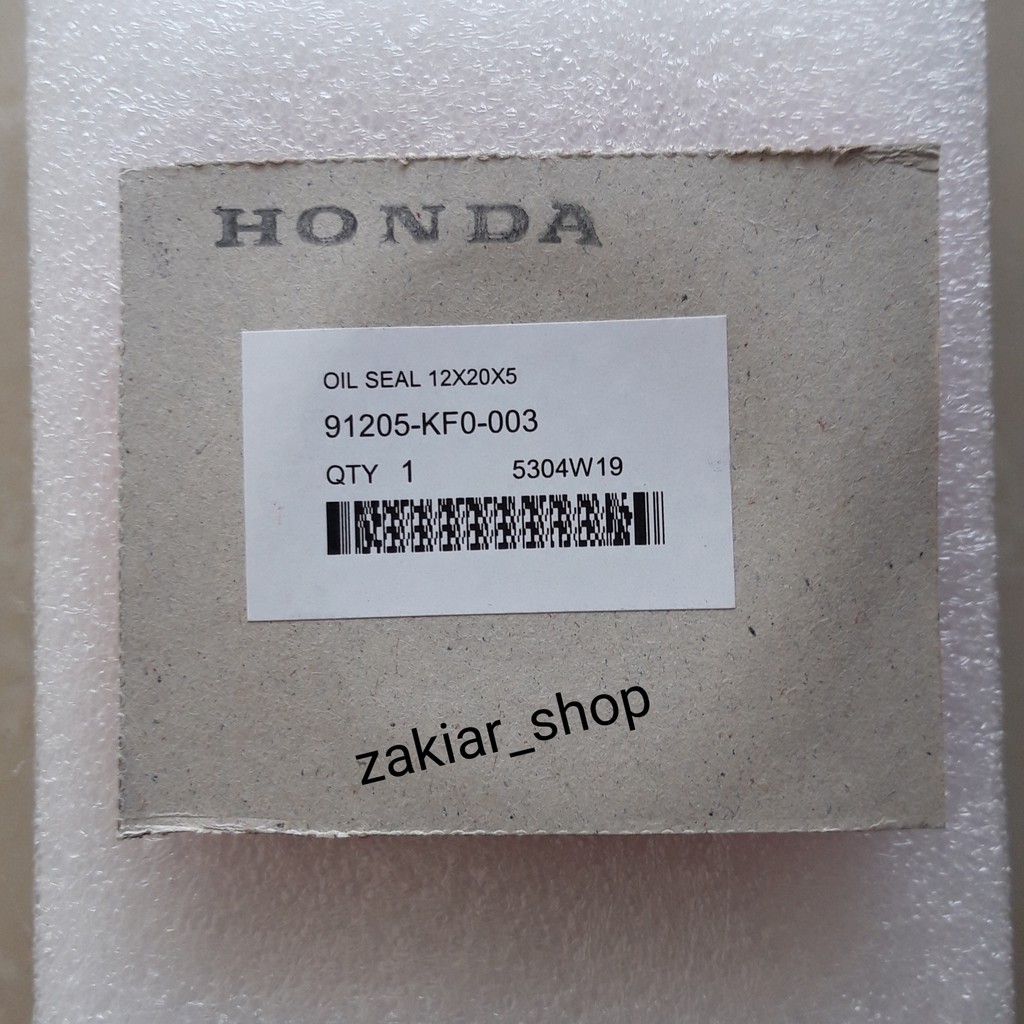 HONDA
OIL SEAL 12X20X5
91205-KF0-003
QTY 1 5304W19
zakiar_shop